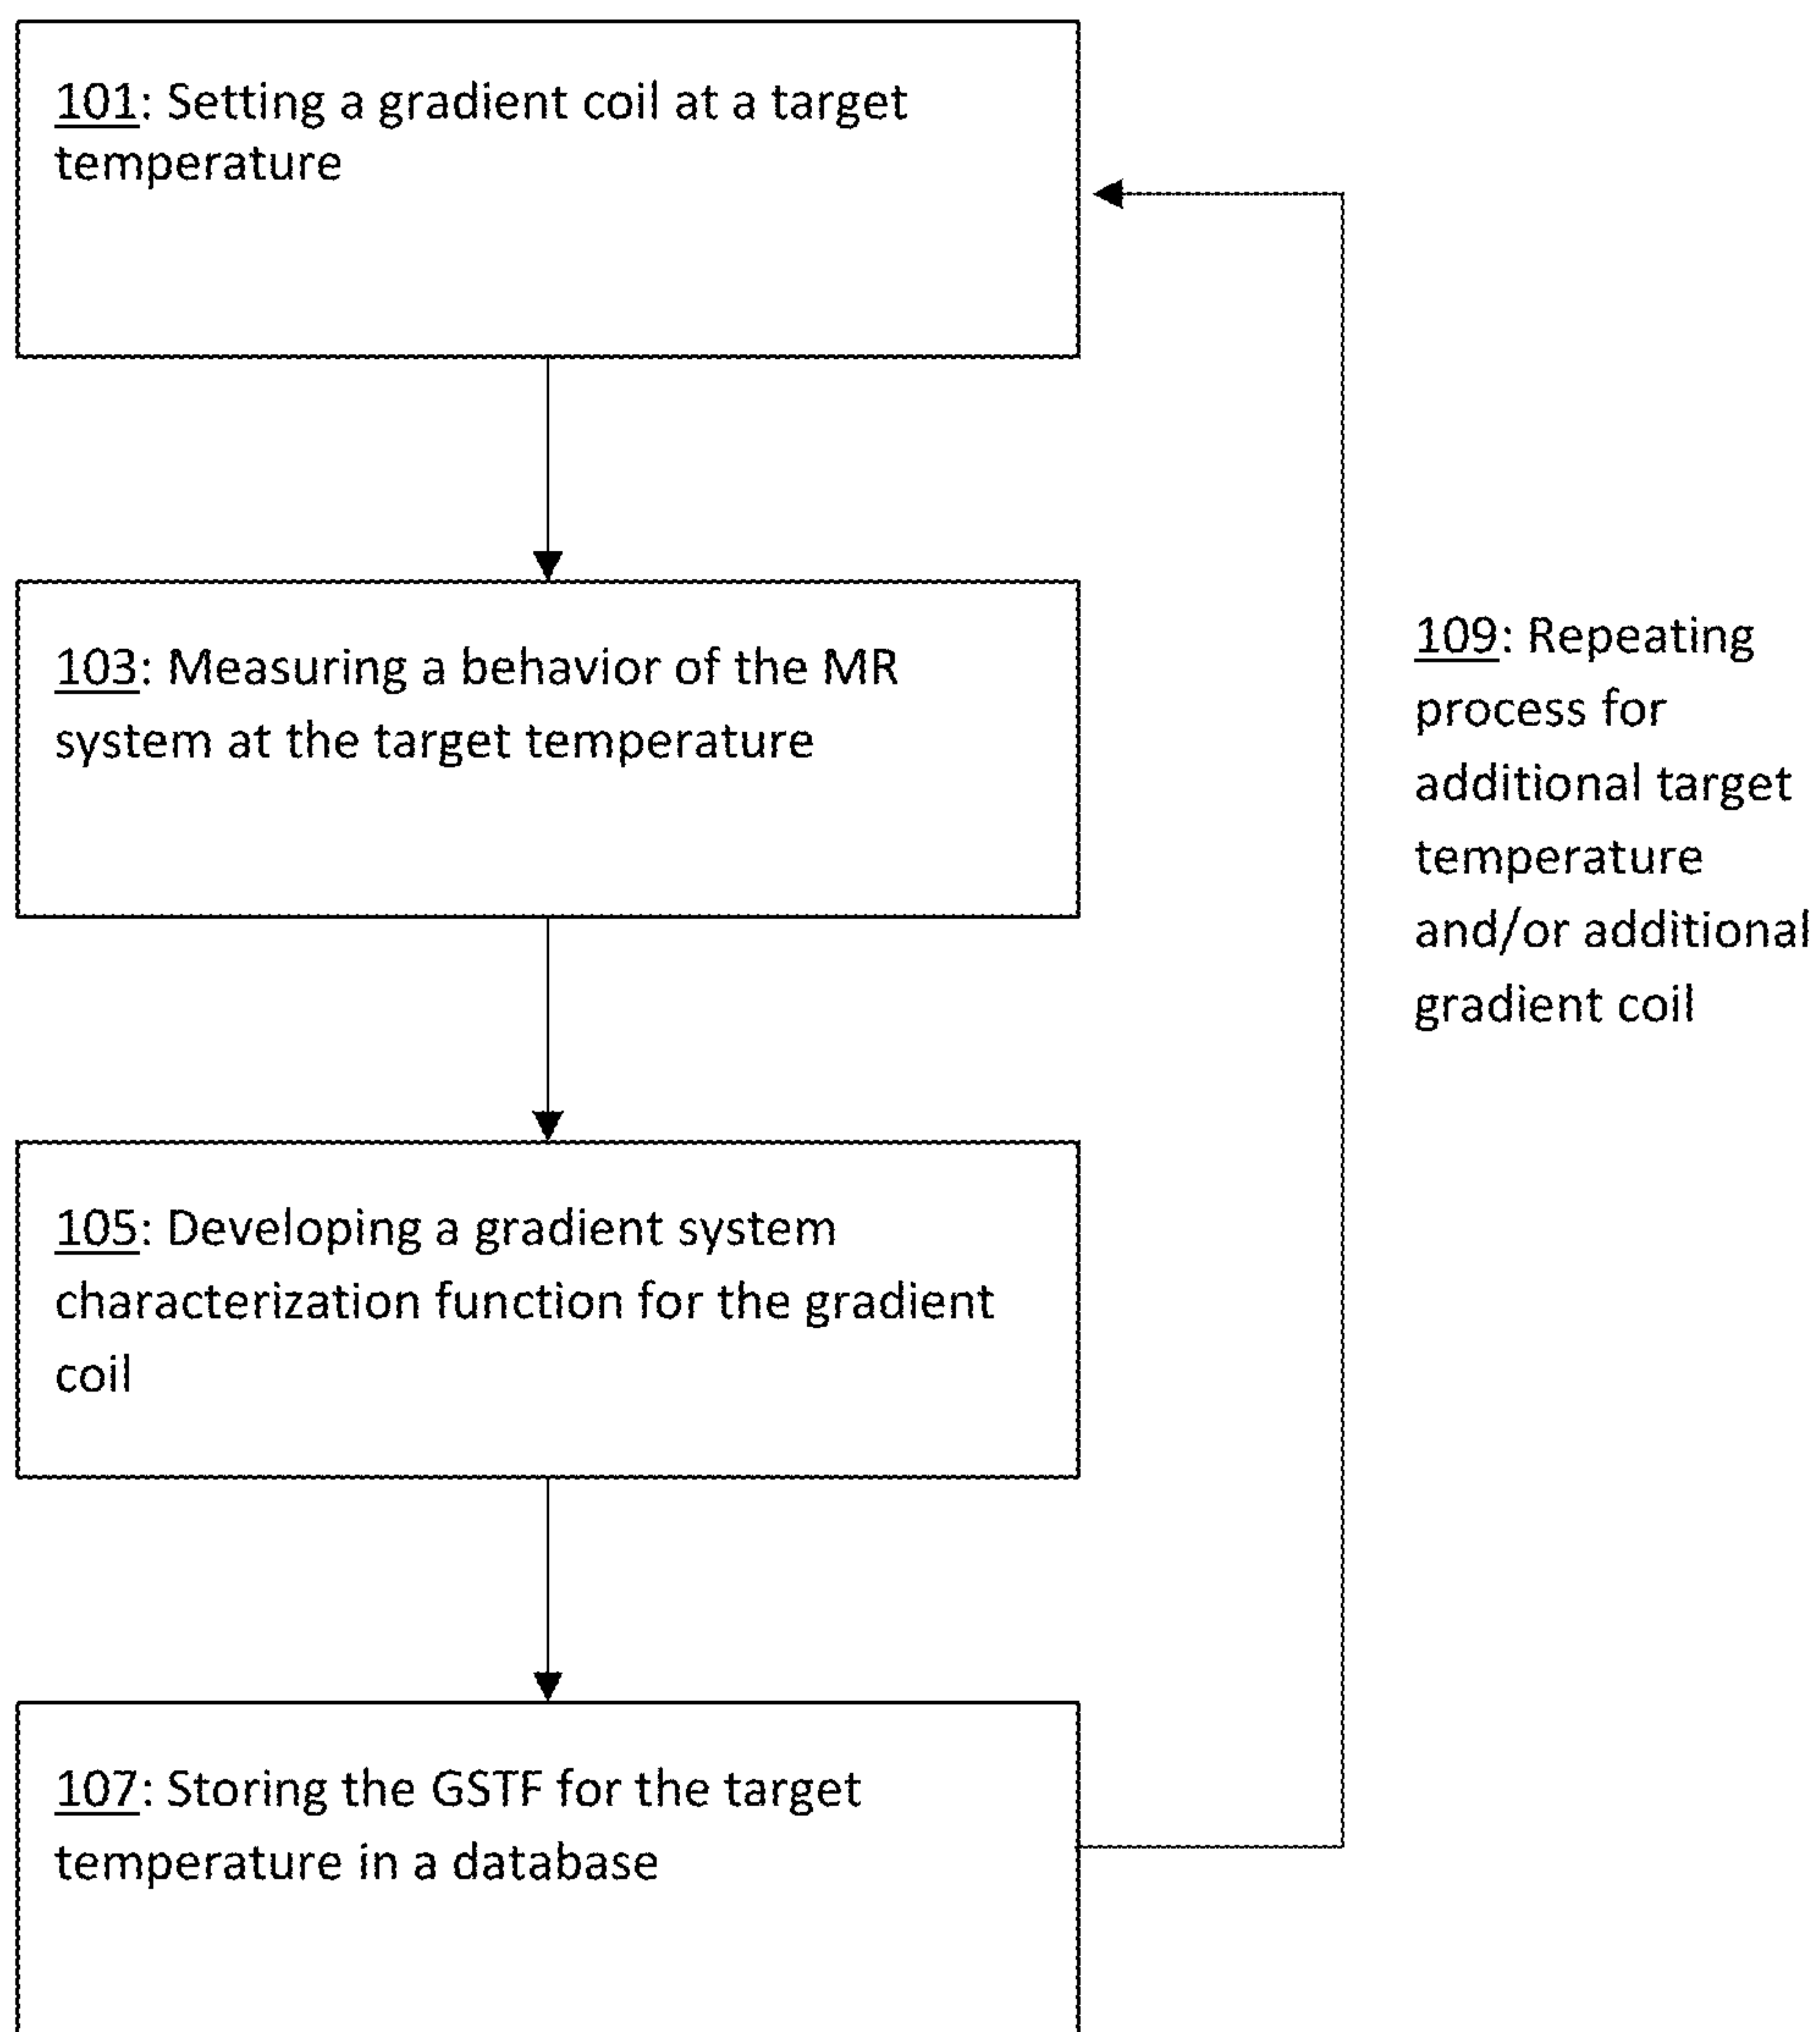 101: Setting a gradient coil at a target
temperature
103: Measuring a behavior of the MR
system at the target temperature
105: Developing a gradient system
characterization function for the gradient
coil
107: Storing the GSTF for the target
temperature in a database
109: Repeating
process for
additional target
temperature
and/or additional
gradient coil